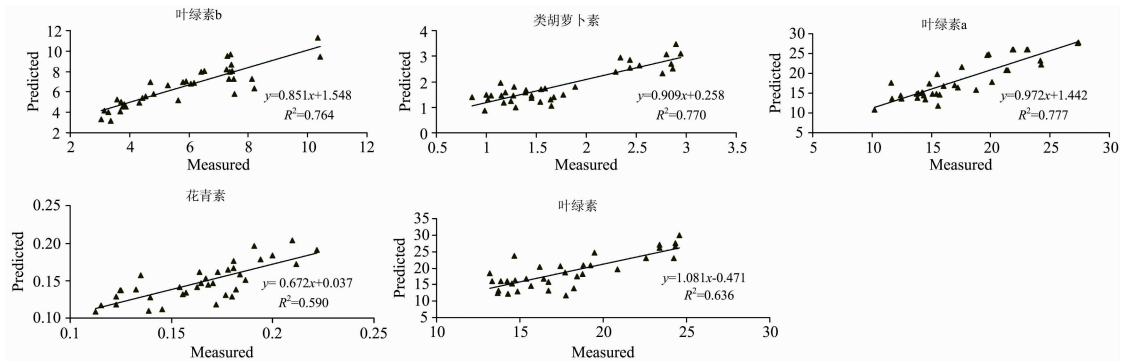 叶绿素b
12
10
8
6
4
2
Predicted
2
4
6
8
10
12
Measured
y=0.851x+1.548
R²=0.764
类胡萝卜素
4
3
2
1
0
Predicted
0.5
1
1.5
2
2.5
3
3.5
Measured
y=0.909x+0.258
R²=0.770
叶绿素a
30
25
20
15
10
5
Predicted
5
10
15
20
25
30
Measured
y=0.972x+1.442
R²=0.777
花青素
0.25
0.20
0.15
0.10
Predicted
0.1
0.15
0.2
0.25
Measured
y= 0.672x+0.037
R²=0.590
叶绿素
35
30
25
20
15
10
5
Predicted
10
15
20
25
30
Measured
y=1.081x-0.471
R²=0.636